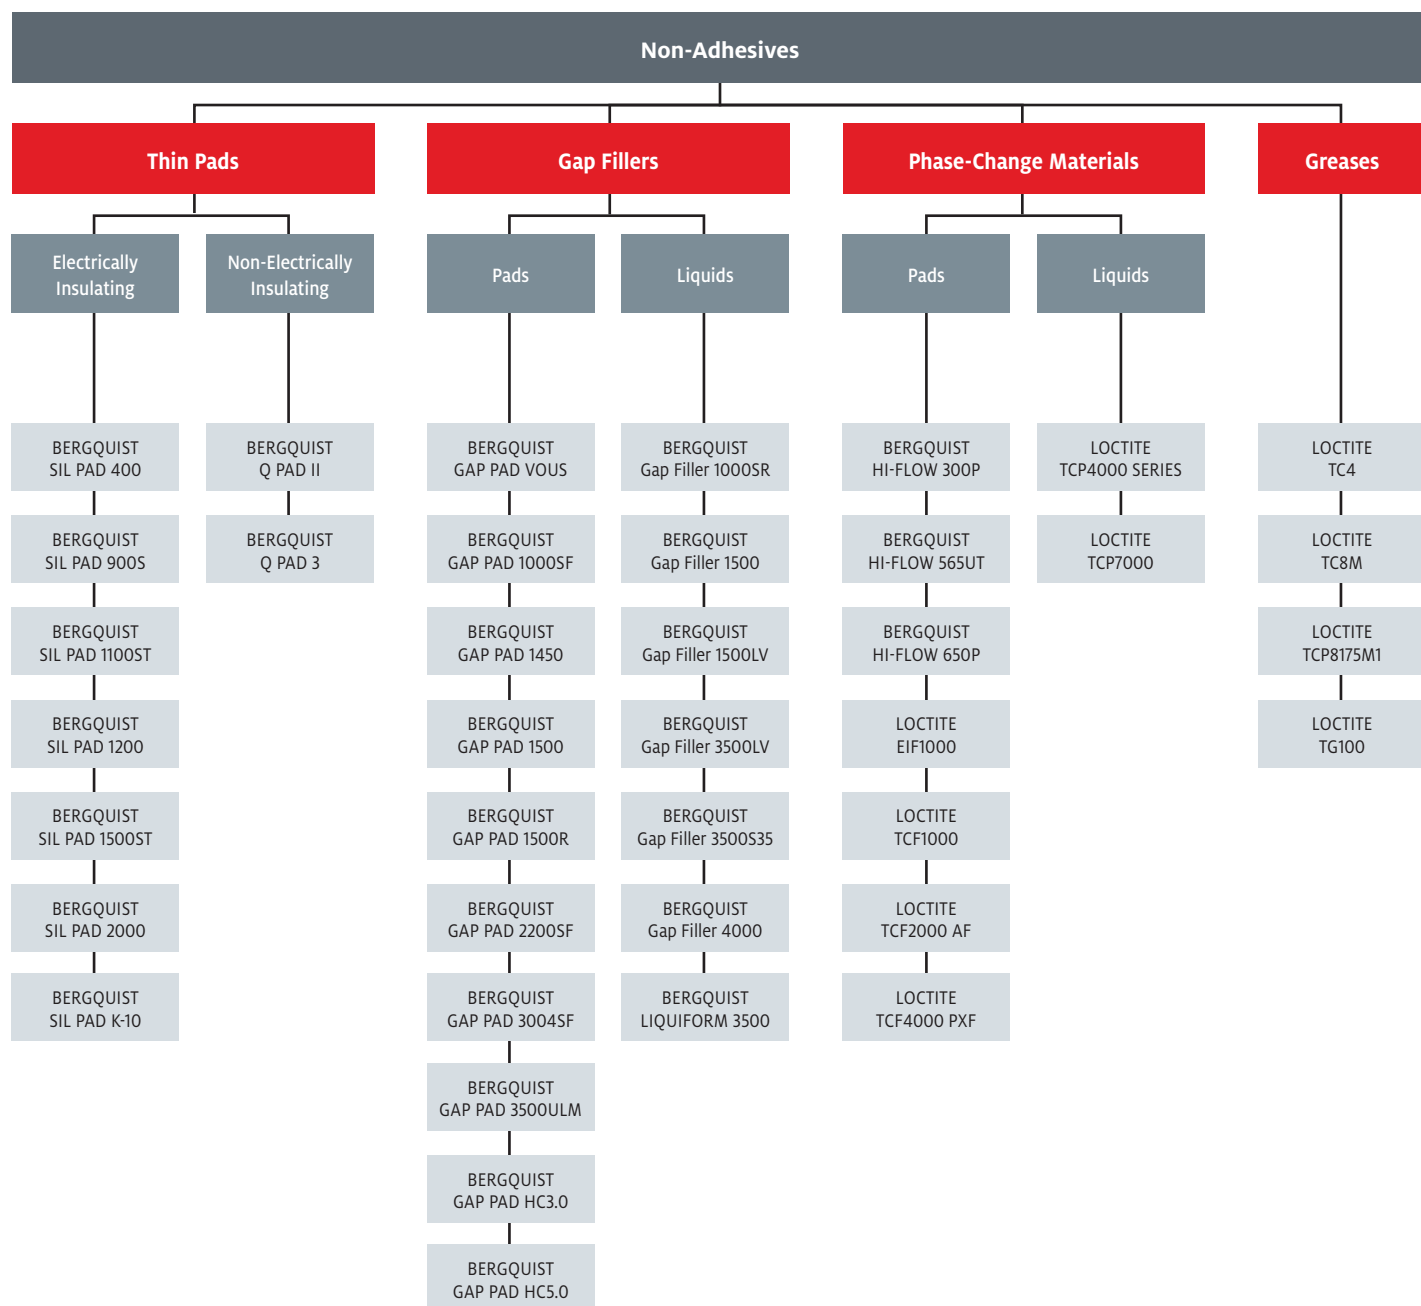 Non-Adhesives
Thin Pads
Gap Fillers
Phase-Change Materials
Greases
Electrically
Insulating
Non-Electrically
Insulating
Pads
Liquids
Pads
Liquids
BERGQUIST
SIL PAD 400
BERGQUIST
SIL PAD 900S
BERGQUIST
SIL PAD 1100ST
BERGQUIST
SIL PAD 1200
BERGQUIST
SIL PAD 1500ST
BERGQUIST
SIL PAD 2000
BERGQUIST
SIL PAD K-10
BERGQUIST
Q PAD II
BERGQUIST
Q PAD 3
BERGQUIST
GAP PAD VOUS
BERGQUIST
GAP PAD 1000SF
BERGQUIST
GAP PAD 1450
BERGQUIST
GAP PAD 1500
BERGQUIST
GAP PAD 1500R
BERGQUIST
GAP PAD 2200SF
BERGQUIST
GAP PAD 3004SF
BERGQUIST
GAP PAD 3500ULM
BERGQUIST
GAP PAD HC3.0
BERGQUIST
GAP PAD HC5.0
BERGQUIST
Gap Filler 1000SR
BERGQUIST
Gap Filler 1500
BERGQUIST
Gap Filler 1500LV
BERGQUIST
Gap Filler 3500LV
BERGQUIST
Gap Filler 3500S35
BERGQUIST
Gap Filler 4000
BERGQUIST
LIQUIFORM 3500
BERGQUIST
HI-FLOW 300P
BERGQUIST
HI-FLOW 565UT
BERGQUIST
HI-FLOW 650P
LOCTITE
EIF1000
LOCTITE
TCF1000
LOCTITE
TCF2000 AF
LOCTITE
TCF4000 PXF
LOCTITE
TCP4000 SERIES
LOCTITE
TCP7000
LOCTITE
TC4
LOCTITE
TC8M
LOCTITE
TCP8175M1
LOCTITE
TG100